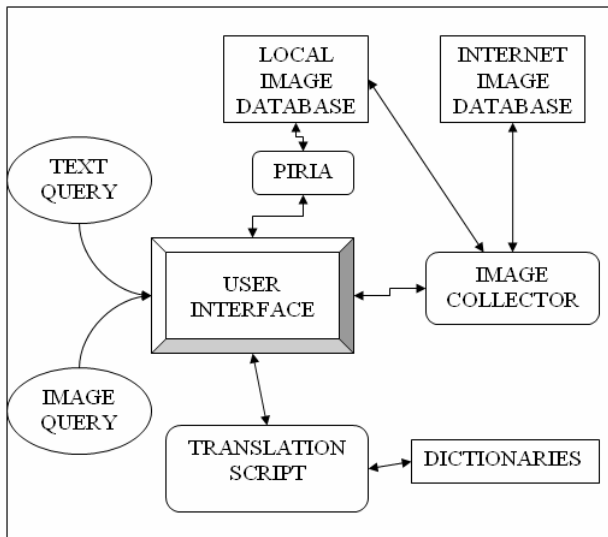 LOCAL
IMAGE
DATABASE
INTERNET
IMAGE
DATABASE
TEXT
QUERY
PIRIA
USER
INTERFACE
IMAGE
COLLECTOR
IMAGE
QUERY
TRANSLATION
SCRIPT
DICTIONARIES